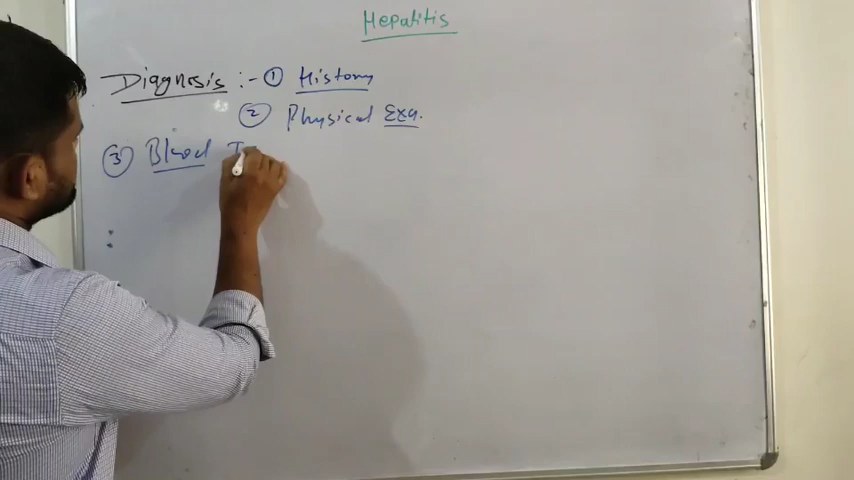 Hepatitis
Diagnosis :- ① History
② Physical Exa.
③ Blood T